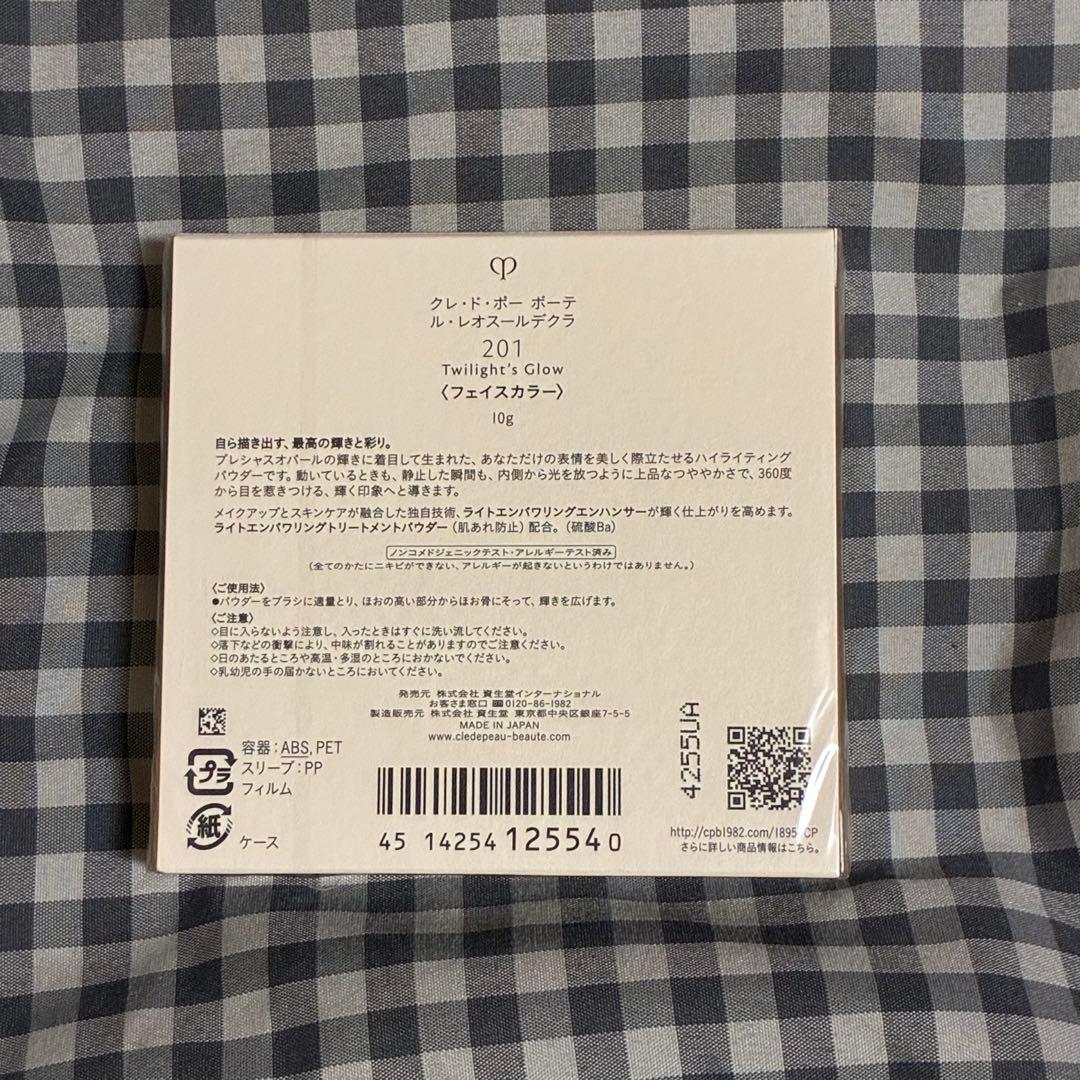 クレ・ド・ポー ボーテ
ル・レオスールデクラ
201
Twilight's Glow
〈フェイスカラー〉
10g
自ら描き出す、最高の輝きと彩り。
プレシャスオパールの輝きに着目して生まれた、あなただけの表情を美しく際立たせるハイライティング
パウダーです。動いているときも、静止した瞬間も、内側から光を放つように上品なつややかさで、360度
から目を惹きつける、輝く印象へと導きます。
メイクアップとスキンケアが融合した独自技術、ライトエンパワリングエンハンサーが輝く仕上がりを高めます。
ライトエンパワリングトリートメントパウダー（肌あれ防止）配合。（硫酸Ba）
ノンコメドジェニックテスト・アレルギーテスト済み
（全てのかたにニキビができない、アレルギーが起きないというわけではありません。）
〈ご使用法〉
●パウダーをブラシに適量とり、ほおの高い部分からほお骨にそって、輝きを広げます。
〈ご注意〉
◇目に入らないよう注意し、入ったときはすぐに洗い流してください。
◇落下などの衝撃により、中味が割れることがありますのでご注意ください。
◇日のあたるところや高温・多湿のところにおかないでください。
◇乳幼児の手の届かないところにおいてください。
発売元 株式会社 資生堂インターナショナル
お客さま窓口 0120-86-1982
製造販売元 株式会社 資生堂 東京都中央区銀座7-5-5
MADE IN JAPAN
www.cledepeau-beaute.com
プラ
容器：ABS, PET
スリーブ：PP
フィルム
紙
ケース
45 14254 12554 0
4255UA
http://cpb1982.com/1895
CP
さらに詳しい商品情報はこちら。